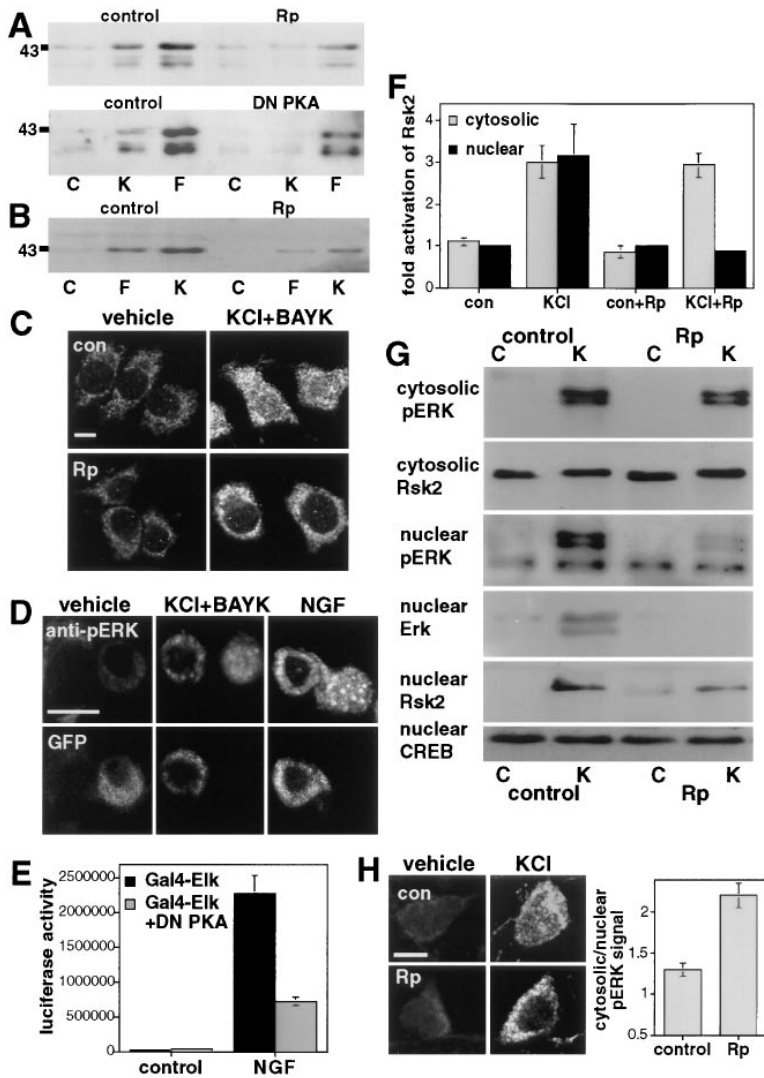 A
control Rp
43
control DN PKA
43
C K F C K F
B
control Rp
43
C F K C F K
C
vehicle KCl+BAYK
con
Rp
D
vehicle KCl+BAYK NGF
anti-pERK
GFP
E
luciferase activity
2500000
2000000
1500000
1000000
500000
0
Gal4-Elk
Gal4-Elk
+DN PKA
control NGF
F
fold activation of Rsk2
4
3
2
1
0
cytosolic
nuclear
con KCl con+Rp KCl+Rp
G
control Rp
C K C K
cytosolic
pERK
cytosolic
Rsk2
nuclear
pERK
nuclear
Erk
nuclear
Rsk2
nuclear
CREB
C K C K
control Rp
H
vehicle KCl
con
Rp
cytosolic/nuclear
pERK signal
2
1.5
1
0.5
control Rp